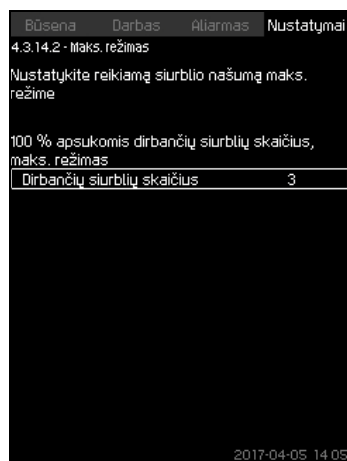 Būsena Darbas Aliarmas Nustatymai
4.3.14.2 - Maks. režimas
Nustatykite reikiamą siurblio našumą maks.
režime
100 % apsukomis dirbančių siurblių skaičius,
maks. režimas
Dirbančių siurblių skaičius 3
2017-04-05 14:05